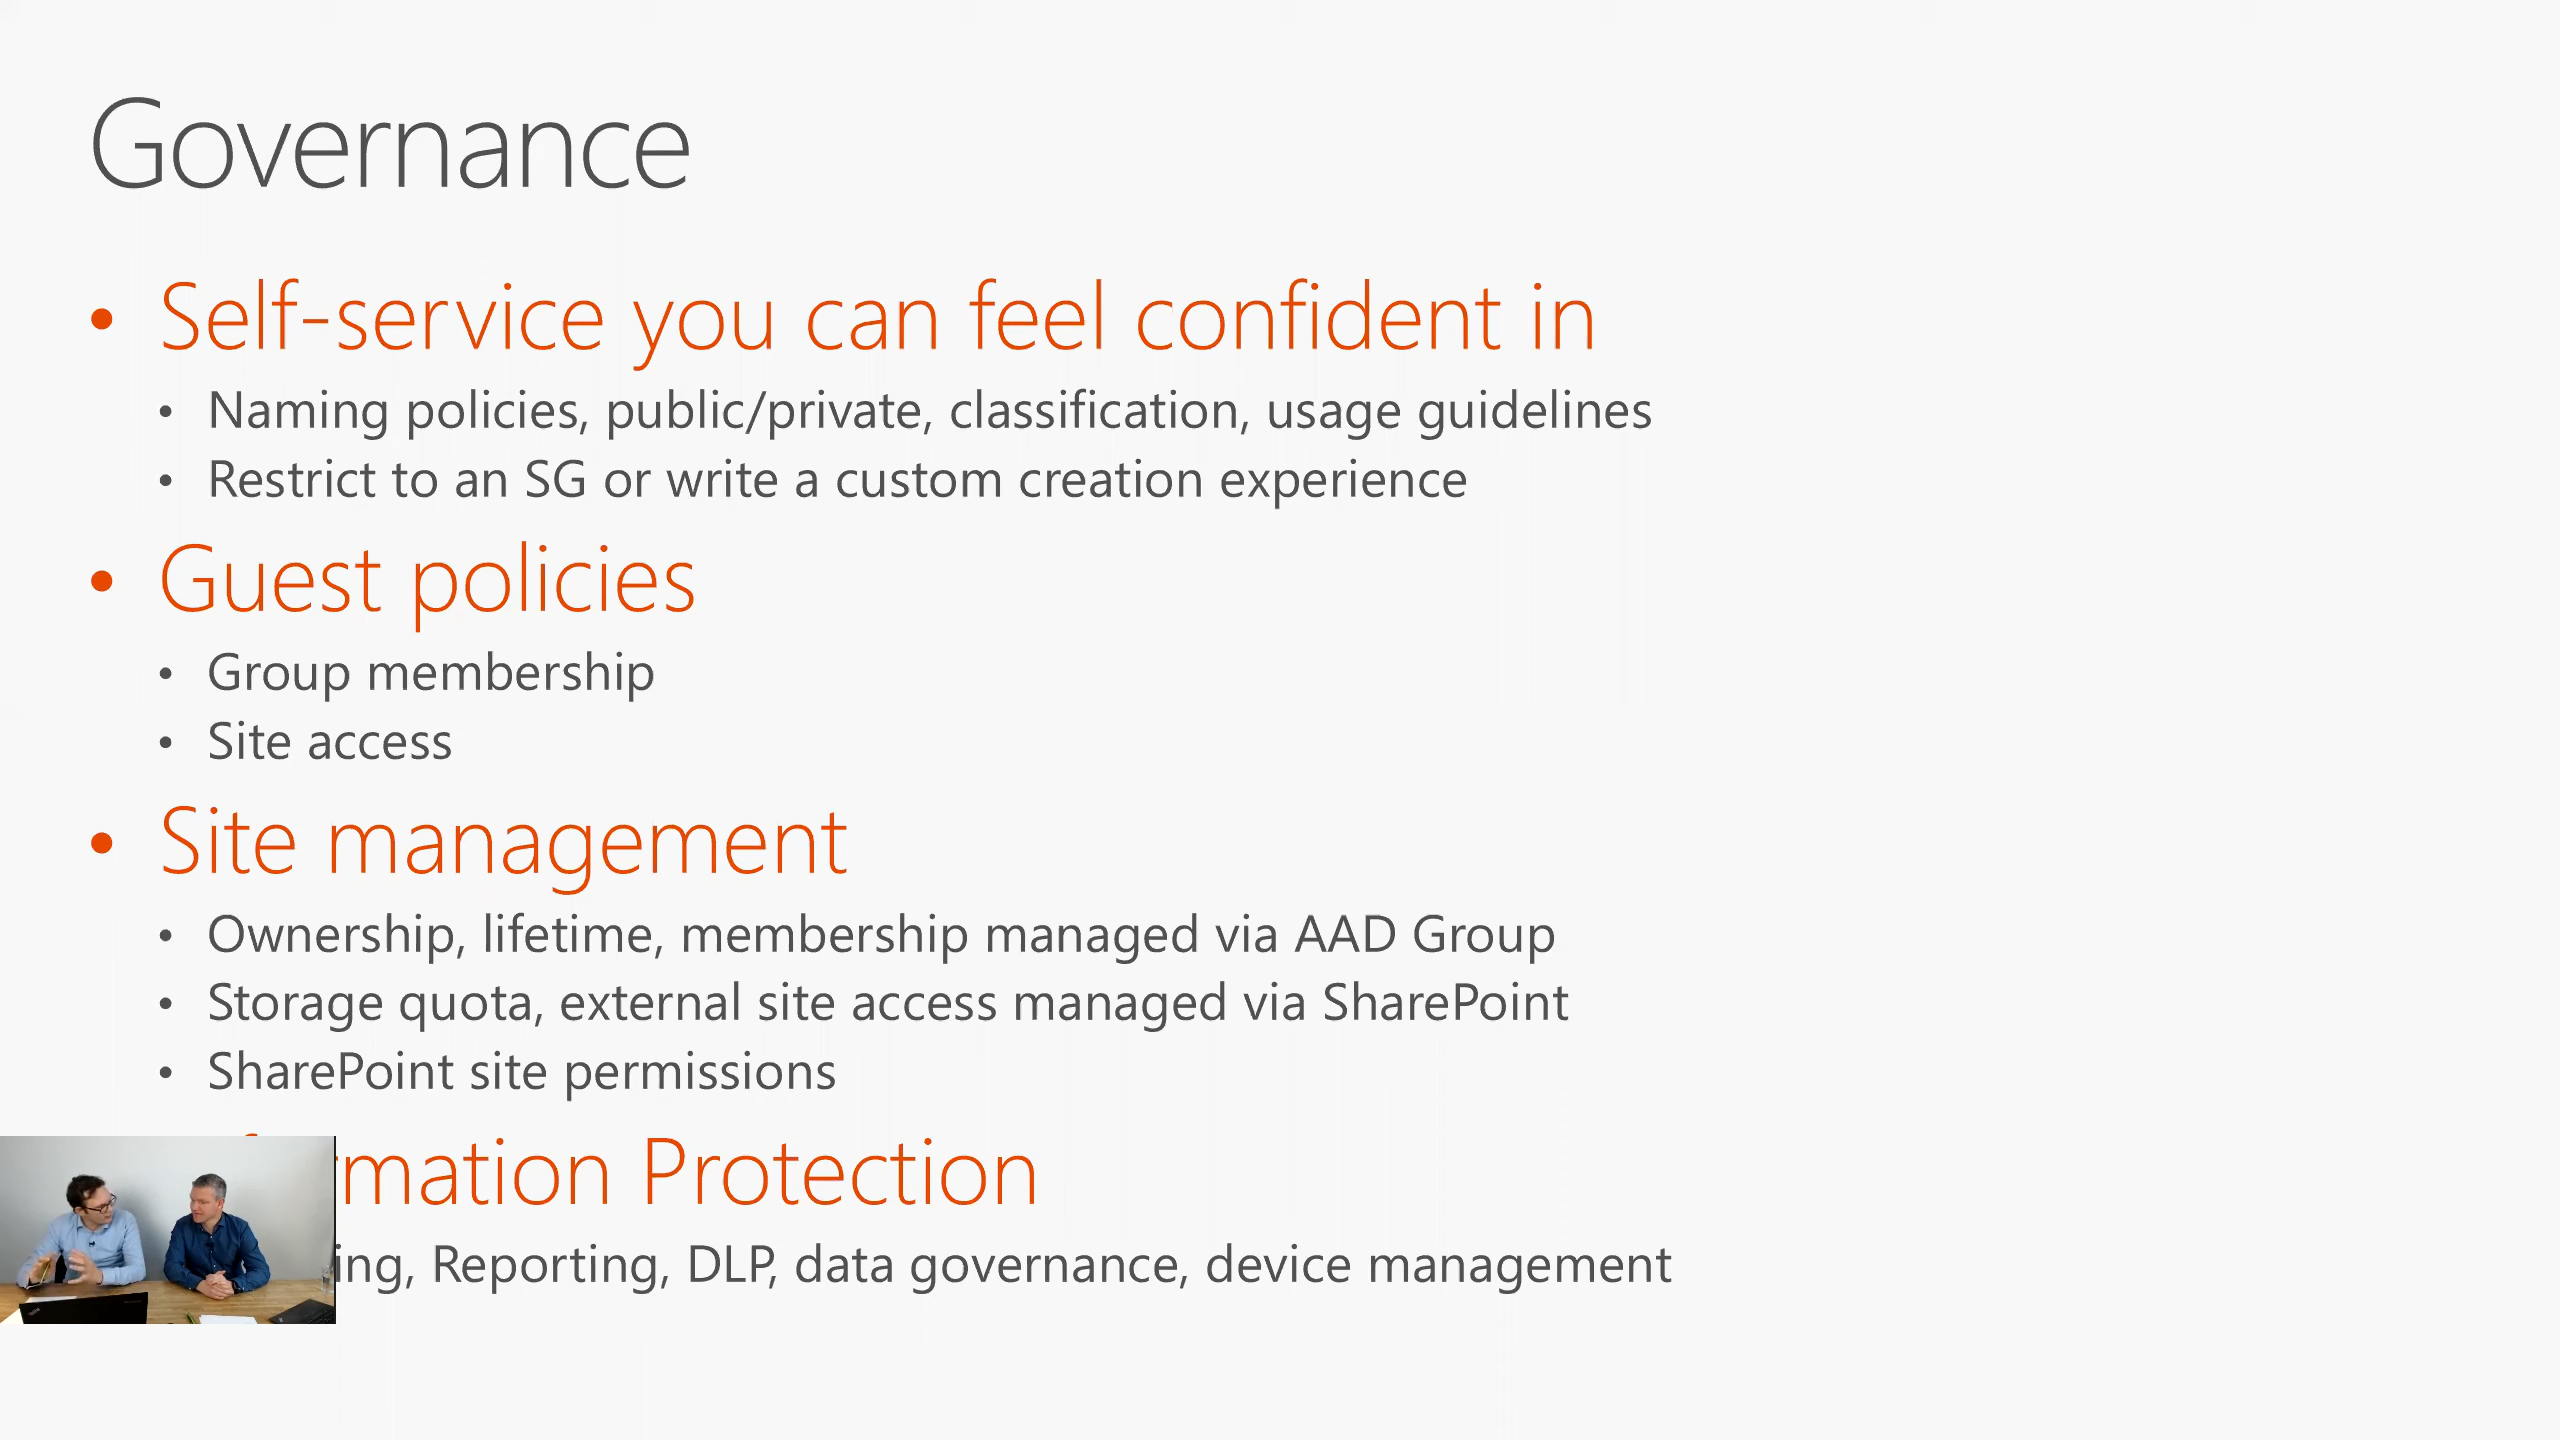 Governance
• Self-service you can feel confident in
• Naming policies, public/private, classification, usage guidelines
• Restrict to an SG or write a custom creation experience
• Guest policies
• Group membership
• Site access
• Site management
• Ownership, lifetime, membership managed via AAD Group
• Storage quota, external site access managed via SharePoint
• SharePoint site permissions
rmation Protection
ing, Reporting, DLP, data governance, device management